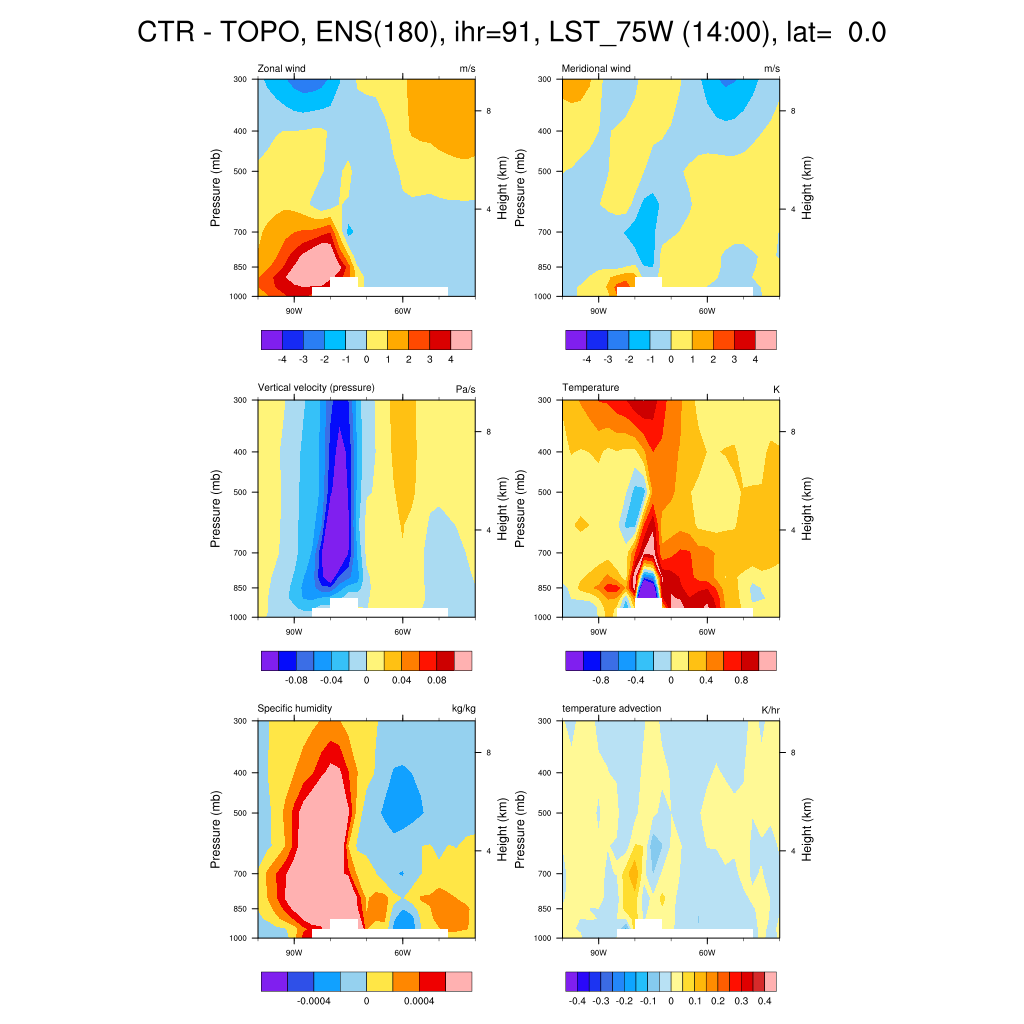 CTR - TOPO, ENS(180), ihr=91, LST_75W (14:00), lat= 0.0
Zonal wind m/s
Pressure (mb)
Height (km)
300
400
500
700
850
1000
8
4
90W 60W
-4 -3 -2 -1 0 1 2 3 4
Meridional wind m/s
Pressure (mb)
Height (km)
300
400
500
700
850
1000
8
4
90W 60W
-4 -3 -2 -1 0 1 2 3 4
Vertical velocity (pressure) Pa/s
Pressure (mb)
Height (km)
300
400
500
700
850
1000
8
4
90W 60W
-0.08 -0.04 0 0.04 0.08
Temperature K
Pressure (mb)
Height (km)
300
400
500
700
850
1000
8
4
90W 60W
-0.8 -0.4 0 0.4 0.8
Specific humidity kg/kg
Pressure (mb)
Height (km)
300
400
500
700
850
1000
8
4
90W 60W
-0.0004 0 0.0004
temperature advection K/hr
Pressure (mb)
Height (km)
300
400
500
700
850
1000
8
4
90W 60W
-0.4 -0.3 -0.2 -0.1 0 0.1 0.2 0.3 0.4